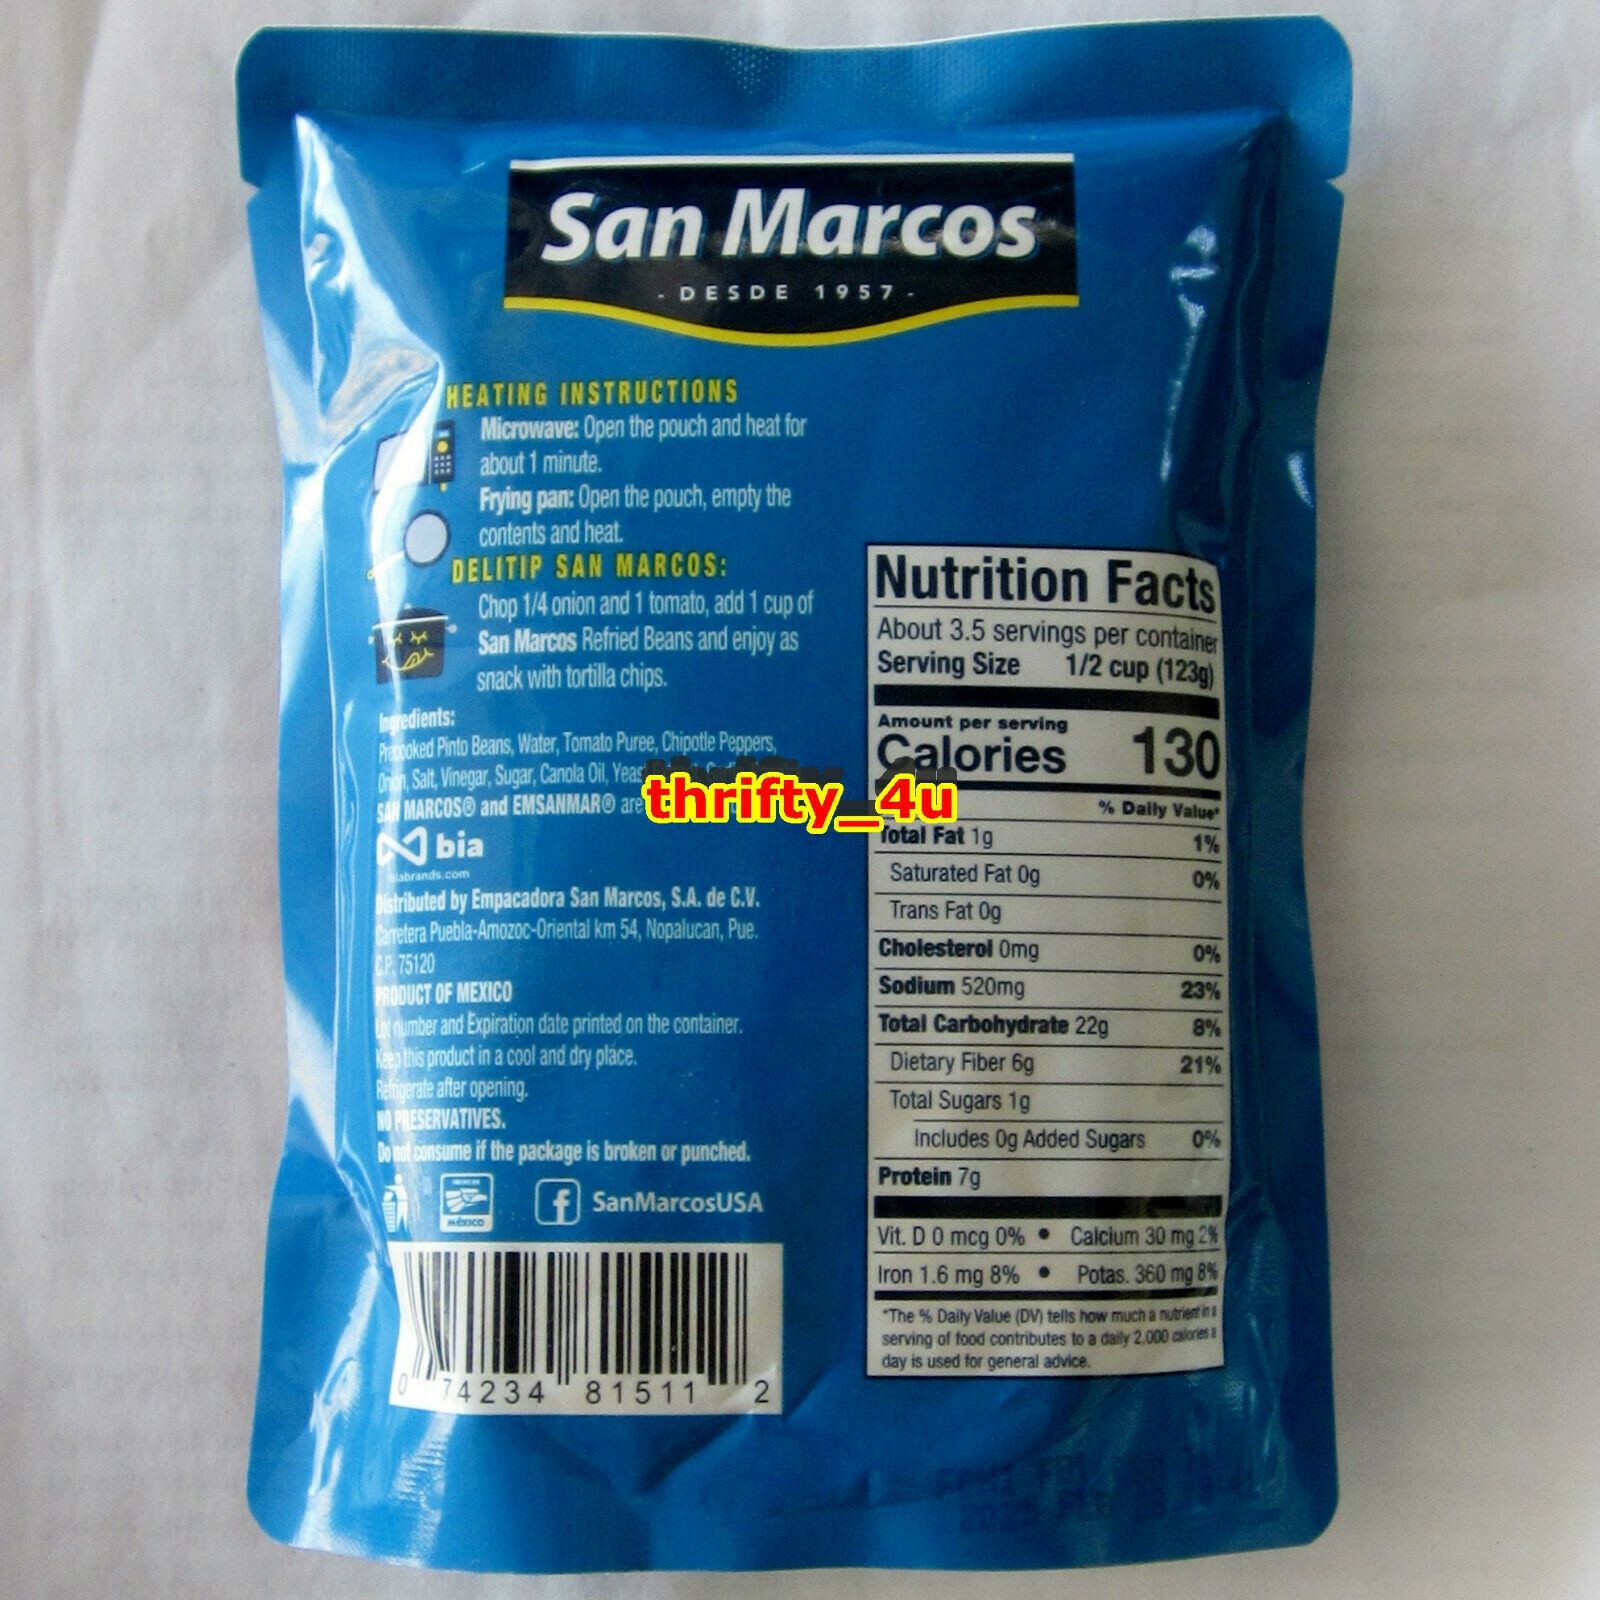 San Marcos
- DESDE 1957 -
HEATING INSTRUCTIONS
Microwave: Open the pouch and heat for
about 1 minute.
Frying pan: Open the pouch, empty the
contents and heat.
DELITIP SAN MARCOS:
Chop 1/4 onion and 1 tomato, add 1 cup of
San Marcos Refried Beans and enjoy as
snack with tortilla chips.
Ingredients:
Precooked Pinto Beans, Water, Tomato Puree, Chipotle Peppers,
Onion, Salt, Vinegar, Sugar, Canola Oil,
SAN MARCOS® and EMSANMAR® are
thrifty_4u
bia
biabrands.com
Distributed by Empacadora San Marcos, S.A. de C.V.
Carretera Puebla-Amozoc-Oriental km 54, Nopalucan, Pue.
C.P. 75120
PRODUCT OF MEXICO
Lot number and Expiration date printed on the container.
Keep this product in a cool and dry place.
Refrigerate after opening.
NO PRESERVATIVES.
Do not consume if the package is broken or punched.
HECHO EN
MÉXICO
SanMarcosUSA
0 74234 81511 2
Nutrition Facts
About 3.5 servings per container
Serving Size 1/2 cup (123g)
Amount per serving
Calories 130
% Daily Value*
Total Fat 1g 1%
Saturated Fat 0g 0%
Trans Fat 0g
Cholesterol 0mg 0%
Sodium 520mg 23%
Total Carbohydrate 22g 8%
Dietary Fiber 6g 21%
Total Sugars 1g
Includes 0g Added Sugars 0%
Protein 7g
Vit. D 0 mcg 0% • Calcium 30 mg 2%
Iron 1.6 mg 8% • Potas. 360 mg 8%
*The % Daily Value (DV) tells how much a nutrient in a
serving of food contributes to a daily 2,000 calories a
day is used for general advice.